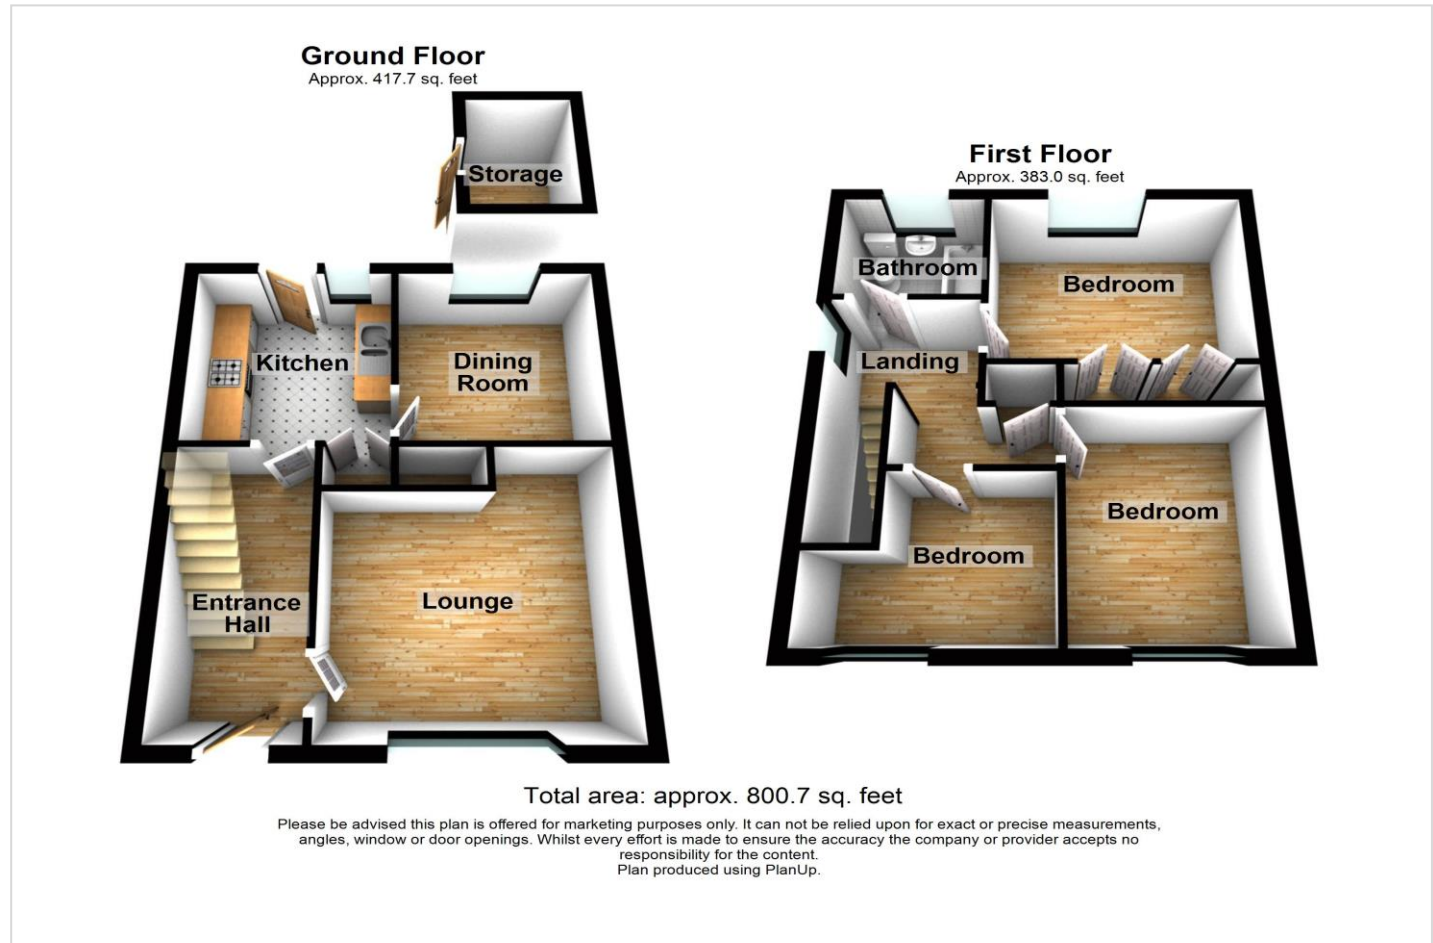 Ground Floor
Approx. 417.7 sq. feet
Storage
Kitchen
Dining
Room
Entrance
Hall
Lounge
First Floor
Approx. 383.0 sq. feet
Bathroom
Bedroom
Landing
Bedroom
Bedroom
Total area: approx. 800.7 sq. feet
Please be advised this plan is offered for marketing purposes only. It can not be relied upon for exact or precise measurements,
angles, window or door openings. Whilst every effort is made to ensure the accuracy the company or provider accepts no
responsibility for the content.
Plan produced using PlanUp.